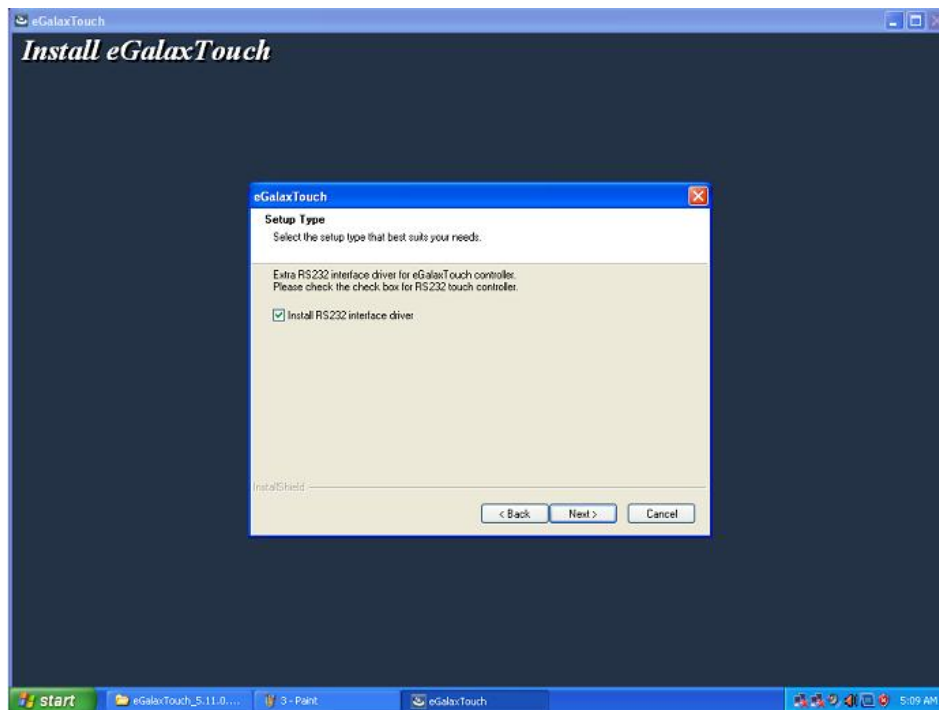 eGalaxTouch
Install eGalaxTouch
eGalaxTouch
Setup Type
Select the setup type that best suits your needs.
Extra RS232 interface driver for eGalaxTouch controller.
Please check the check box for RS232 touch controller.
Install RS232 interface driver
InstallShield
< Back Next > Cancel
start eGalaxTouch_5.11.0.... 3 - Paint eGalaxTouch 5:09 AM